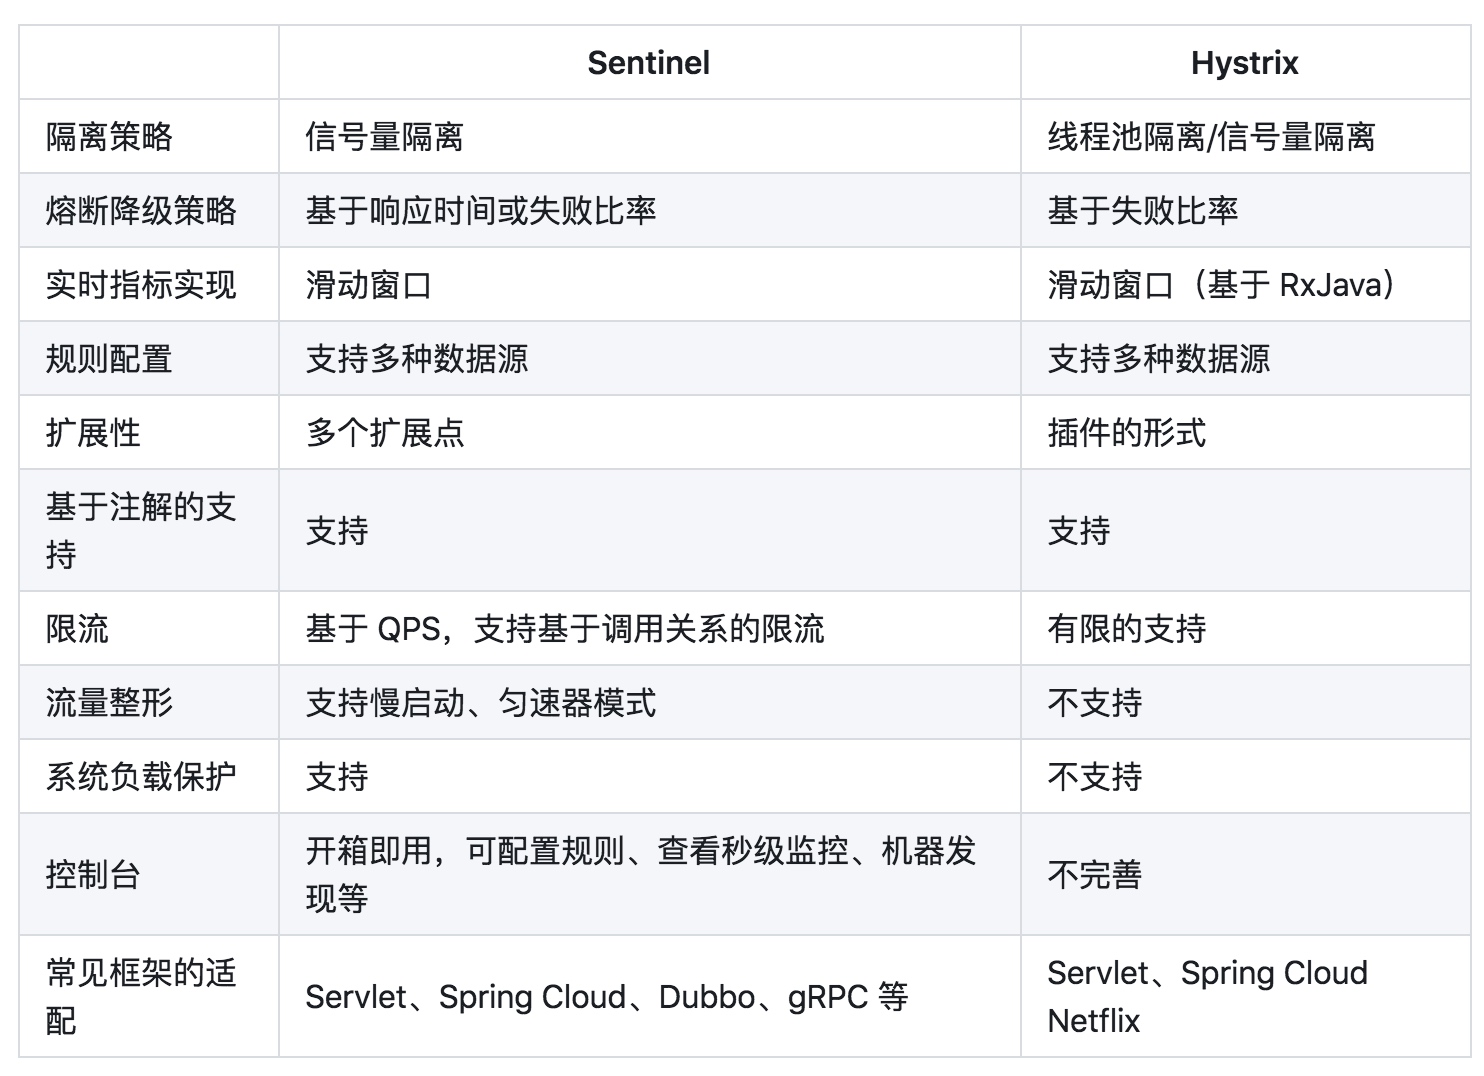 Sentinel
Hystrix
隔离策略
信号量隔离
线程池隔离/信号量隔离
熔断降级策略
基于响应时间或失败比率
基于失败比率
实时指标实现
滑动窗口
滑动窗口（基于 RxJava）
规则配置
支持多种数据源
支持多种数据源
扩展性
多个扩展点
插件的形式
基于注解的支
持
支持
支持
限流
基于 QPS，支持基于调用关系的限流
有限的支持
流量整形
支持慢启动、匀速器模式
不支持
系统负载保护
支持
不支持
控制台
开箱即用，可配置规则、查看秒级监控、机器发
现等
不完善
常见框架的适
配
Servlet、Spring Cloud、Dubbo、gRPC 等
Servlet、Spring Cloud
Netflix